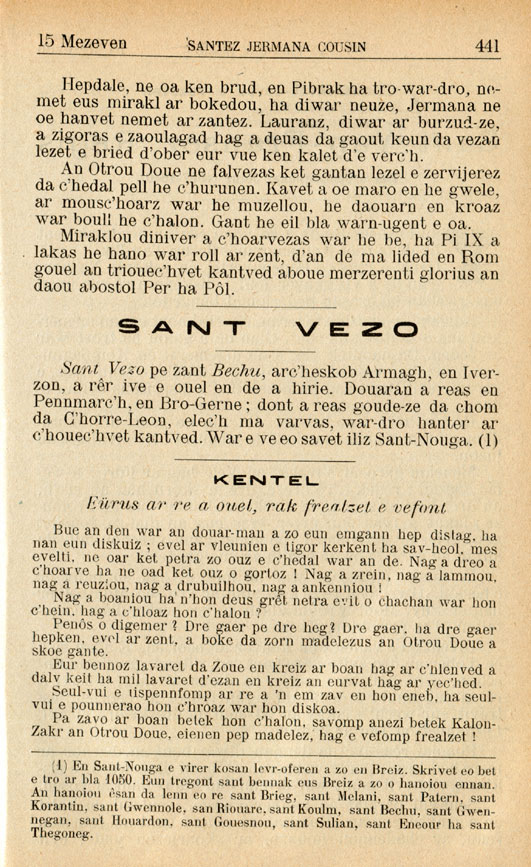 15 Mezeven SANTEZ JERMANA COUSIN 441
Hepdale, ne oa ken brud, en Pibrak ha tro-war-dro, ne-
met eus mirakl ar bokedou, ha diwar neuze, Jermana ne
oe hanvet nemet ar zantez. Lauranz, diwar ar burzud-ze,
a zigoras e zaoulagad hag a deuas da gaout keun da vezan
lezet e bried d'ober eur vue ken kalet d'e verc'h.
An Otrou Doue ne falvezas ket gantan lezel e zervijerez
da c'hedal pell he c'hurunen. Kavet a oe maro en he gwele,
ar mousc'hoarz war he muzellou, he daouarn en kroaz
war boull he c'halon. Gant he eil bla warn-ugent e oa.
Miraklou diniver a c'hoarvezas war he be, ha Pi IX a
lakas he hano war roll ar zent, d'an de ma lided en Rom
gouel an triouec'hvet kantved aboue merzerenti glorius an
daou abostol Per ha Pôl.
SANT VEZO
Sant Vezo pe zant Bechu, arc'heskob Armagh, en Iver-
zon, a rêr ive e ouel en de a hirie. Douaran a reas en
Pennmarc'h, en Bro-Gerne ; dont a reas goude-ze da chom
da C'horre-Leon, elec'h ma varvas, war-dro hanter ar
c'houec'hvet kantved. War e ve eo savet iliz Sant-Nouga. (1)
KENTEL
Eürus ar re a ouel, rak frealzet e vefont
Bue an den war an douar-man a zo eun emgann hep distag, ha
nan eun diskuiz ; evel ar vleunien e tigor kerkent ha sav-heol, mes
evelti, ne oar ket petra zo ouz e c'hedal war an de. Nag a dreo a
c'hoarve ha ne oad ket ouz o gortoz ! Nag a zrein, nag a lammou,
nag a reuziou, nag a drubuilhou, nag a ankenniou !
Nag a boaniou ha n'hon deus grêt netra evit o chachan war hon
c'hein, hag a c'hloaz hon c'halon ?
Penôs o digemer ? Dre gaer pe dre heg ? Dre gaer, ha dre gaer
hepken, evel ar zent, a boke da zorn madelezus an Otrou Doue a
skoe gante.
Eur bennoz lavaret da Zoue en kreiz ar boan hag ar c'hlenved a
dalv keit ha mil lavaret d'ezan en kreiz an eurvat hag ar yec'hed.
Seul-vui e tispennfomp ar re a 'n em zav en hon eneb, ha seul-
vui e pounnerao hon c'hroaz war hon diskoa.
Pa zavo ar boan betek hon c'halon, savomp anezi betek Kalon-
Zakr an Otrou Doue, eienen pep madelez, hag e vefomp frealzet !
(1) En Sant-Nouga e virer kosan levr-oferen a zo en Breiz. Skrivet eo bet
e tro ar bla 1050. Eun tregont sant bennak eus Breiz a zo o hanoiou ennan.
An hanoiou ésan da lenn eo re sant Brieg, sant Melani, sant Patern, sant
Korantin, sant Gwennole, san Riouarc, sant Koulm, sant Bechu, sant Gwen-
negan, sant Houardon, sant Gouesnou, sant Sulian, sant Encour ha sant
Thegoneg.